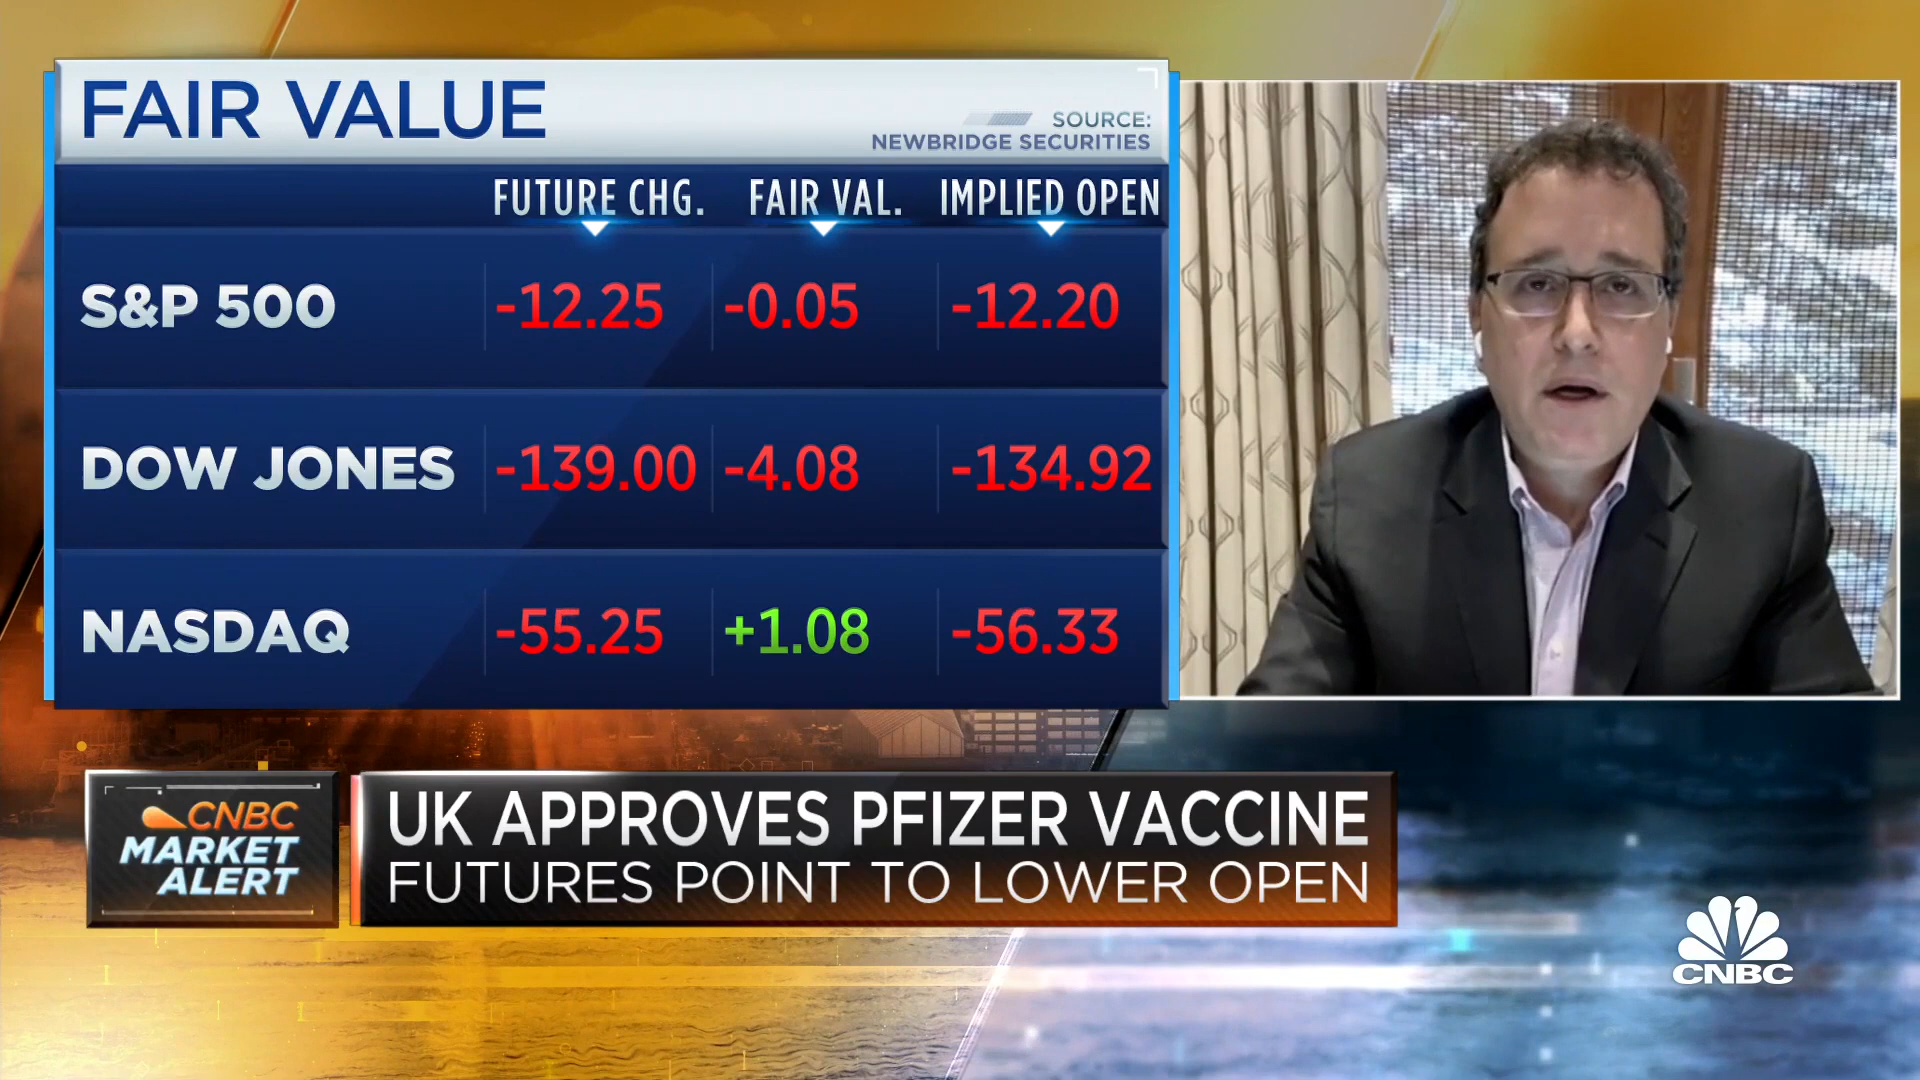 FAIR VALUE
SOURCE:
NEWBRIDGE SECURITIES
FUTURE CHG. FAIR VAL. IMPLIED OPEN
S&P 500 -12.25 -0.05 -12.20
DOW JONES -139.00 -4.08 -134.92
NASDAQ -55.25 +1.08 -56.33
CNBC
MARKET
ALERT
UK APPROVES PFIZER VACCINE
FUTURES POINT TO LOWER OPEN
CNBC